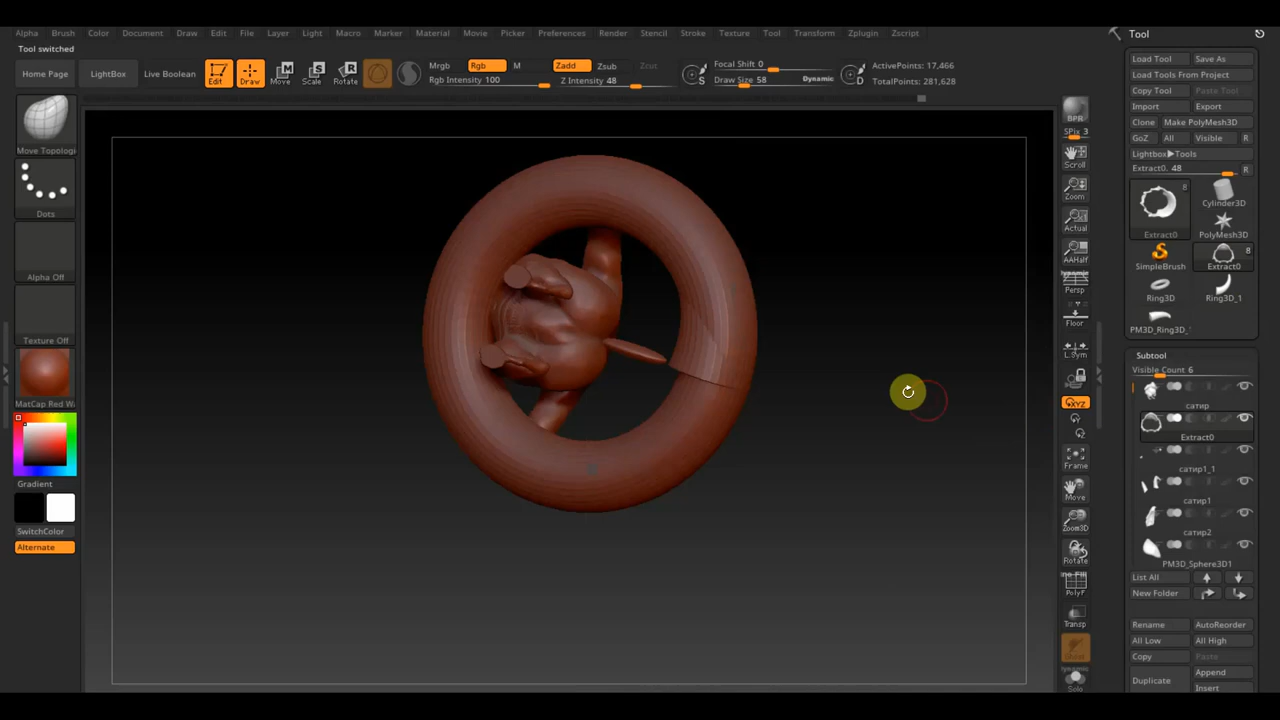 Alpha Brush Color Document Draw Edit File Layer Light Macro Marker Material Movie Picker Preferences Render Stencil Stroke Texture Tool Transform Zplugin Zscript
Tool
Tool switched
Home Page LightBox Live Boolean Edit Draw Move Scale Rotate
Mrgb Rgb M Zadd Zsub Zcut
Rgb Intensity 100 Z Intensity 48
S Focal Shift 0
Draw Size 58 Dynamic
D ActivePoints: 17,466
TotalPoints: 281,628
Move Topologi
Dots
Alpha Off
Texture Off
MatCap Red W
Gradient
SwitchColor
Alternate
BPR
SPix 3
Scroll
Zoom
Actual
AAHalf
Dynamic
Persp
Floor
L.Sym
XYZ
Frame
Move
Zoom3D
Rotate
Line Fill
PolyF
Transp
Solo
Load Tool Save As
Load Tools From Project
Copy Tool Paste Tool
Import Export
Clone Make PolyMesh3D
GoZ All Visible R
Lightbox▶Tools
Extract0. 48 R
8
Cylinder3D
Extract0 PolyMesh3D
8
SimpleBrush Extract0
Ring3D Ring3D_1
PM3D_Ring3D_
Subtool
Visible Count 6
сатир
Extract0
сатир1_1
сатир1
сатир2
PM3D_Sphere3D1
List All
New Folder
Rename AutoReorder
All Low All High
Copy Paste
Duplicate Append
Insert